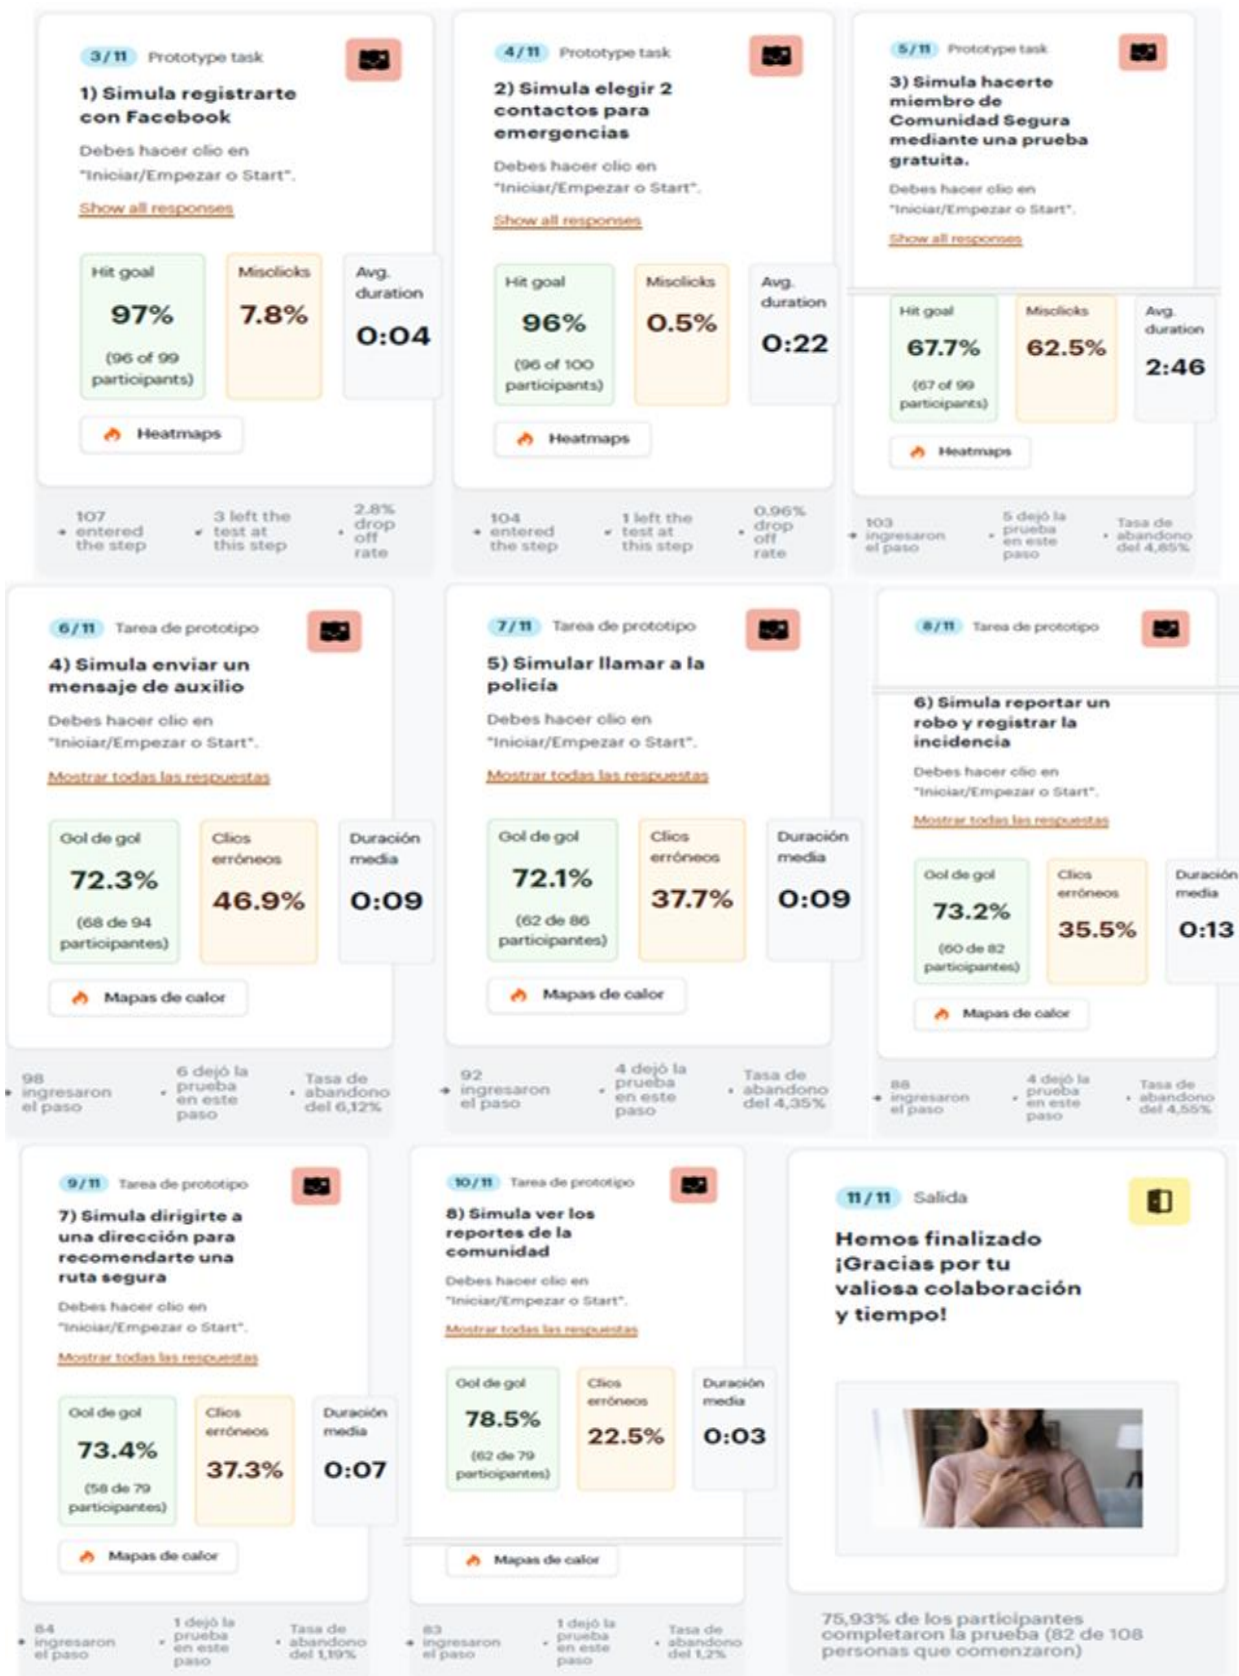 3/11 Prototype task
1) Simula registrarte
con Facebook
Debes hacer clic en
"Iniciar/Empezar o Start".
Show all responses
Hit goal
97%
(96 of 99
participants)
Misclicks
7.8%
Avg.
duration
0:04
Heatmaps
107
entered
the step
3 left the
test at
this step
2.8%
drop
off
rate
4/11 Prototype task
2) Simula elegir 2
contactos para
emergencias
Debes hacer clic en
"Iniciar/Empezar o Start".
Show all responses
Hit goal
96%
(96 of 100
participants)
Misclicks
0.5%
Avg.
duration
0:22
Heatmaps
104
entered
the step
1 left the
test at
this step
0.96%
drop
off
rate
5/11 Prototype task
3) Simula hacerte
miembro de
Comunidad Segura
mediante una prueba
gratuita.
Debes hacer clic en
"Iniciar/Empezar o Start".
Show all responses
Hit goal
67.7%
(67 of 99
participants)
Misclicks
62.5%
Avg.
duration
2:46
Heatmaps
103
ingresaron
el paso
5 dejó la
prueba
en este
paso
Tasa de
abandono
del 4,85%
6/11 Tarea de prototipo
4) Simula enviar un
mensaje de auxilio
Debes hacer clic en
"Iniciar/Empezar o Start".
Mostrar todas las respuestas
Gol de gol
72.3%
(68 de 94
participantes)
Clics
erróneos
46.9%
Duración
media
0:09
Mapas de calor
98
ingresaron
el paso
6 dejó la
prueba
en este
paso
Tasa de
abandono
del 6,12%
7/11 Tarea de prototipo
5) Simular llamar a la
policía
Debes hacer clic en
"Iniciar/Empezar o Start".
Mostrar todas las respuestas
Gol de gol
72.1%
(62 de 86
participantes)
Clics
erróneos
37.7%
Duración
media
0:09
Mapas de calor
92
ingresaron
el paso
4 dejó la
prueba
en este
paso
Tasa de
abandono
del 4,35%
8/11 Tarea de prototipo
6) Simula reportar un
robo y registrar la
incidencia
Debes hacer clic en
"Iniciar/Empezar o Start".
Mostrar todas las respuestas
Gol de gol
73.2%
(60 de 82
participantes)
Clics
erróneos
35.5%
Duración
media
0:13
Mapas de calor
88
ingresaron
el paso
4 dejó la
prueba
en este
paso
Tasa de
abandono
del 4,55%
9/11 Tarea de prototipo
7) Simula dirigirte a
una dirección para
recomendarte una
ruta segura
Debes hacer clic en
"Iniciar/Empezar o Start".
Mostrar todas las respuestas
Gol de gol
73.4%
(58 de 79
participantes)
Clics
erróneos
37.3%
Duración
media
0:07
Mapas de calor
84
ingresaron
el paso
1 dejó la
prueba
en este
paso
Tasa de
abandono
del 1,19%
10/11 Tarea de prototipo
8) Simula ver los
reportes de la
comunidad
Debes hacer clic en
"Iniciar/Empezar o Start".
Mostrar todas las respuestas
Gol de gol
78.5%
(62 de 79
participantes)
Clics
erróneos
22.5%
Duración
media
0:03
Mapas de calor
83
ingresaron
el paso
1 dejó la
prueba
en este
paso
Tasa de
abandono
del 1,2%
11/11 Salida
Hemos finalizado
¡Gracias por tu
valiosa colaboración
y tiempo!
75,93% de los participantes
completaron la prueba (82 de 108
personas que comenzaron)